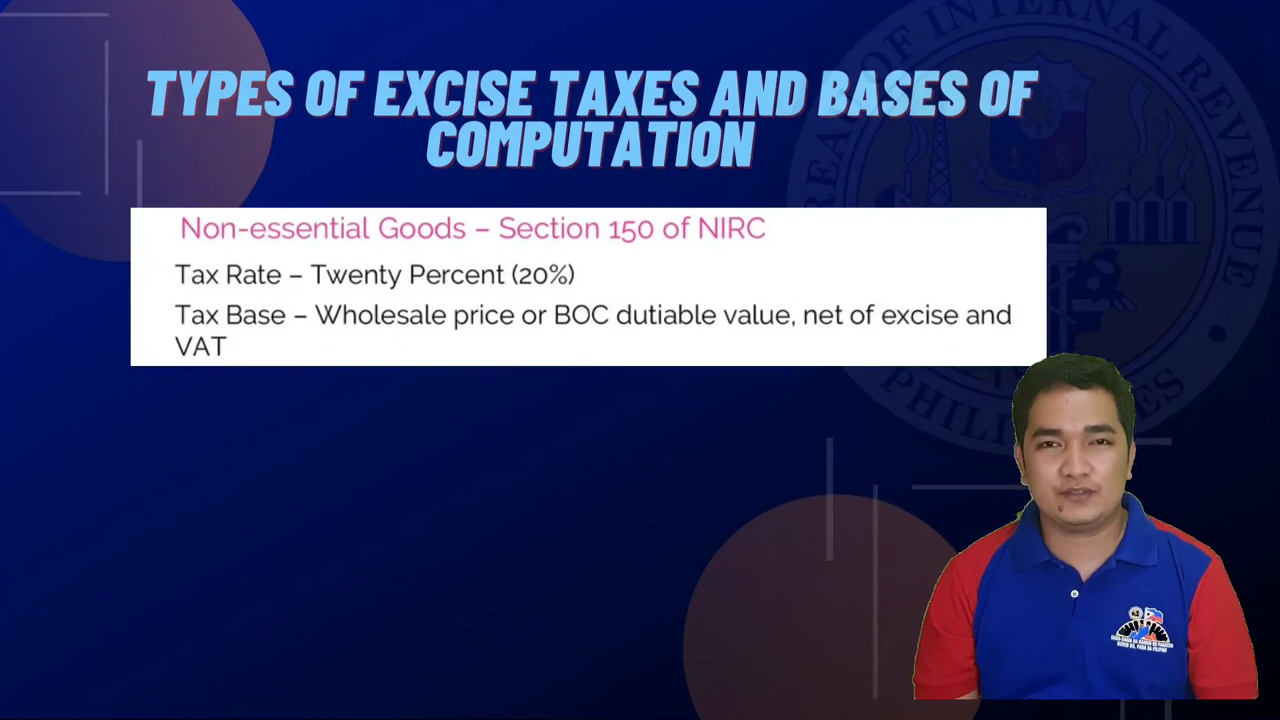 TYPES OF EXCISE TAXES AND BASES OF
COMPUTATION
Non-essential Goods – Section 150 of NIRC
Tax Rate – Twenty Percent (20%)
Tax Base – Wholesale price or BOC dutiable value, net of excise and
VAT